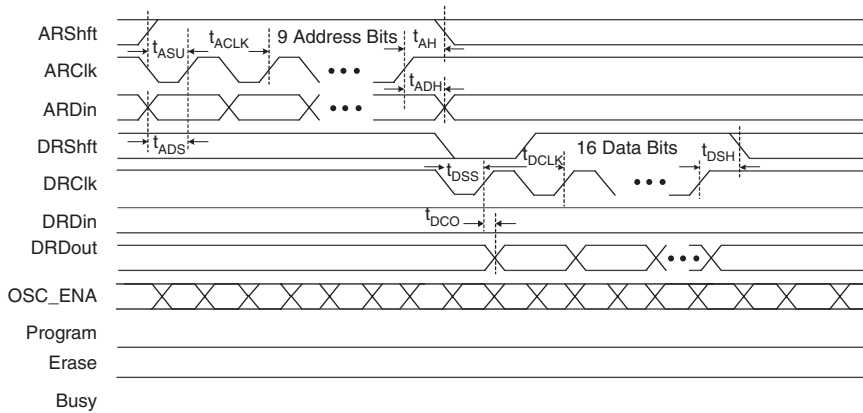 ARShft
tASU
tACLK
9 Address Bits
tAH
ARClk
tADH
ARDin
tADS
DRShft
16 Data Bits
tDCLK
tDSH
tDSS
DRClk
DRDin
tDCO
DRDout
OSC_ENA
Program
Erase
Busy